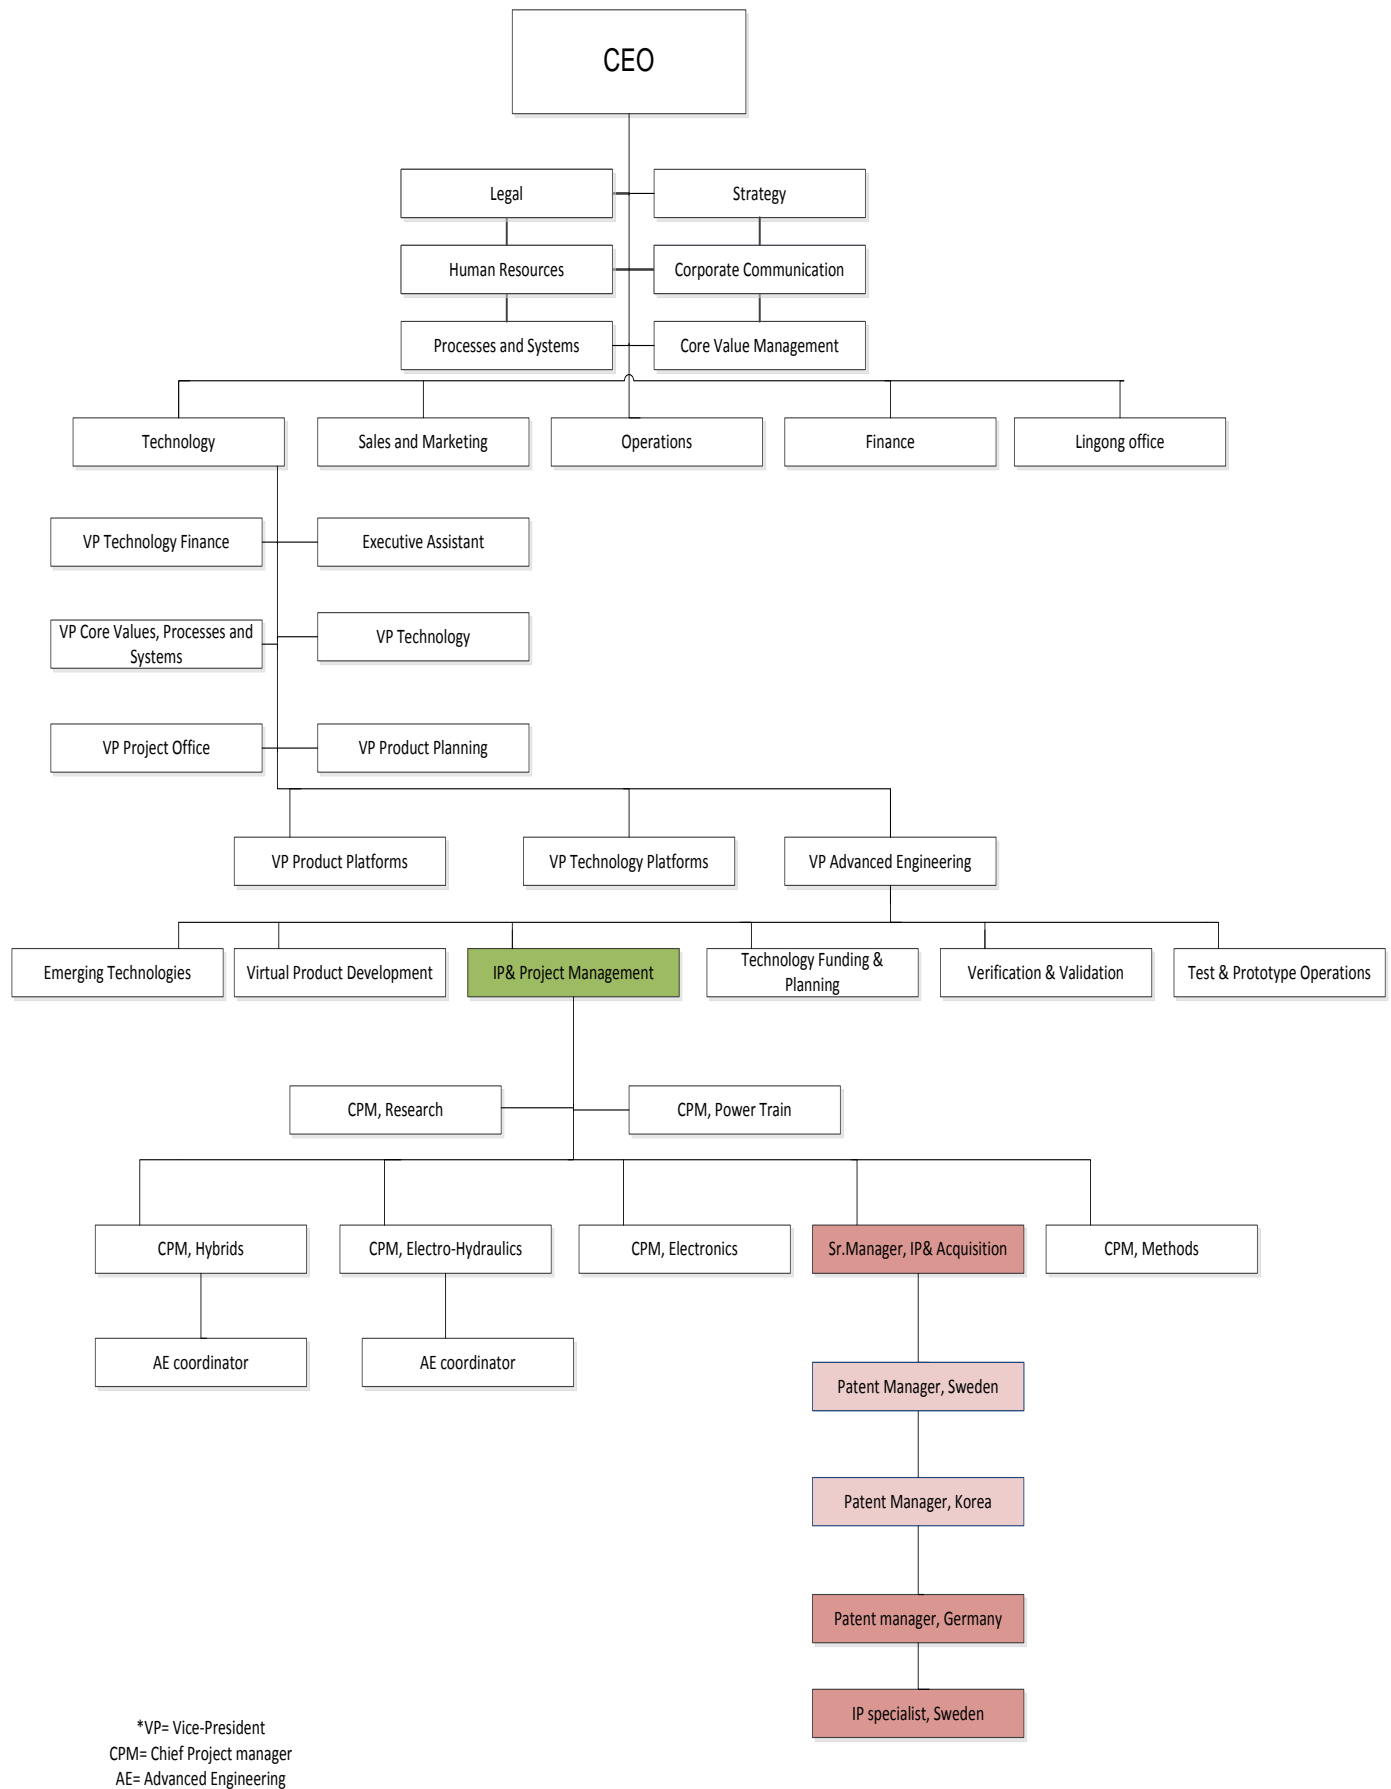 CEO
Legal
Strategy
Human Resources
Corporate Communication
Processes and Systems
Core Value Management
Technology
Sales and Marketing
Operations
Finance
Lingong office
VP Technology Finance
Executive Assistant
VP Core Values, Processes and
Systems
VP Technology
VP Project Office
VP Product Planning
VP Product Platforms
VP Technology Platforms
VP Advanced Engineering
Emerging Technologies
Virtual Product Development
IP& Project Management
Technology Funding &
Planning
Verification & Validation
Test & Prototype Operations
CPM, Research
CPM, Power Train
CPM, Hybrids
CPM, Electro-Hydraulics
CPM, Electronics
Sr.Manager, IP& Acquisition
CPM, Methods
AE coordinator
AE coordinator
Patent Manager, Sweden
Patent Manager, Korea
Patent manager, Germany
IP specialist, Sweden
*VP= Vice-President
CPM= Chief Project manager
AE= Advanced Engineering